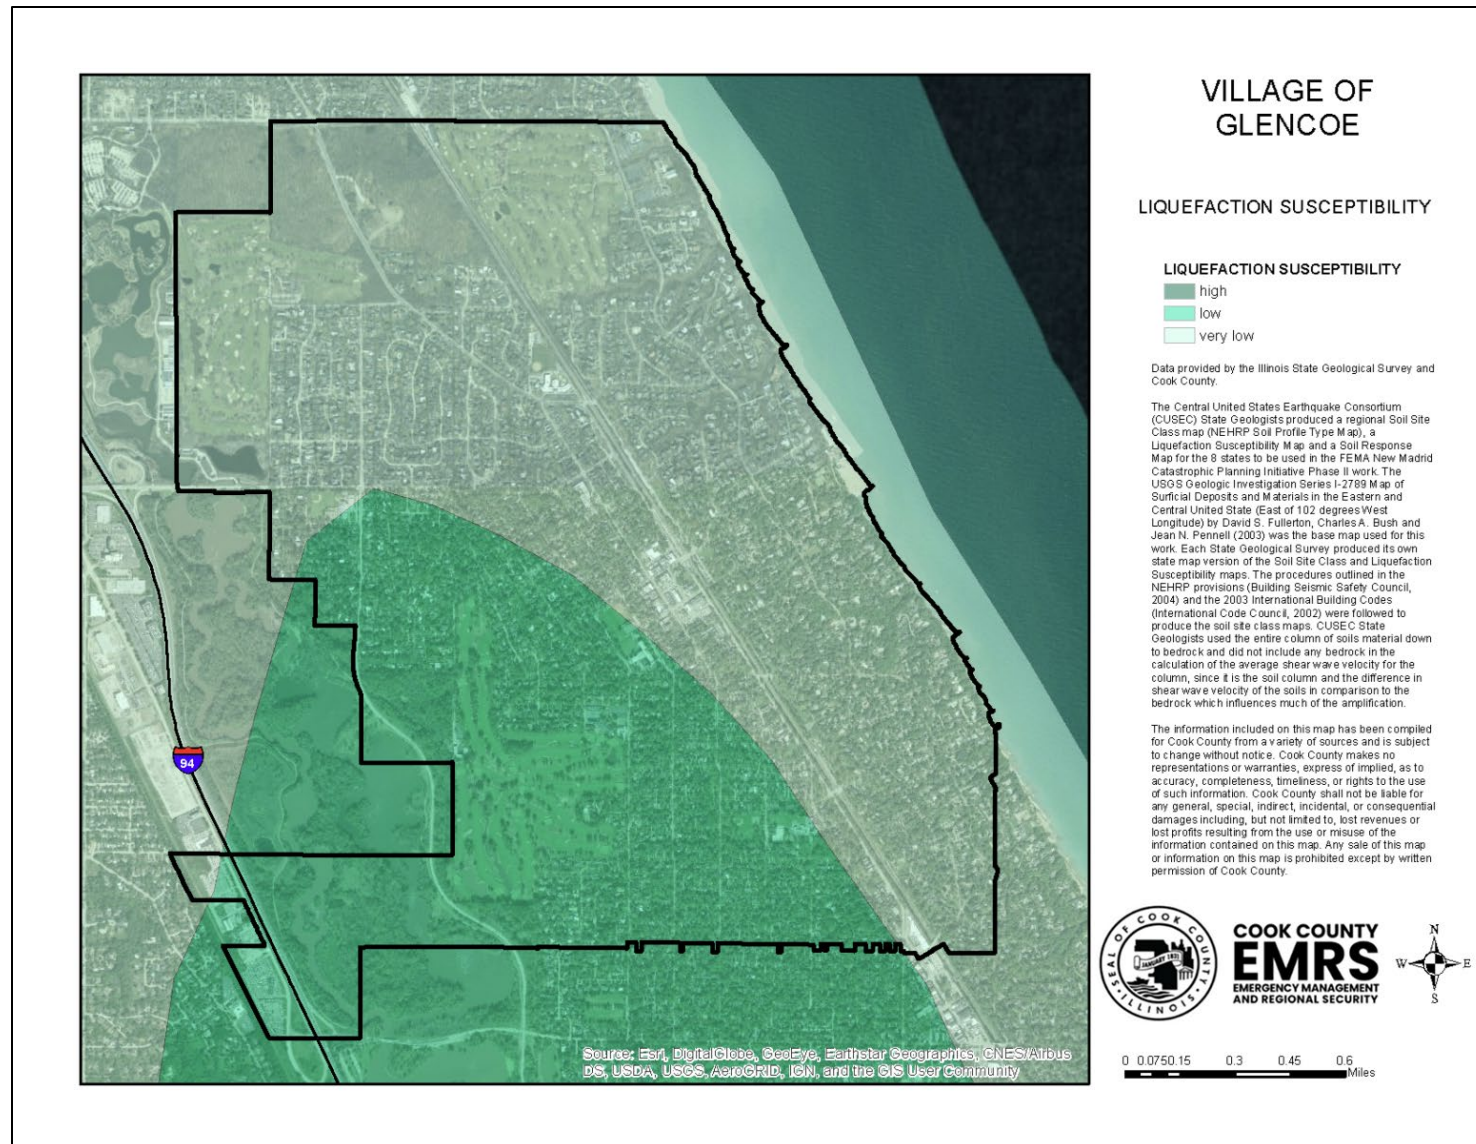 VILLAGE OF
GLENCOE
LIQUEFACTION SUSCEPTIBILITY
LIQUEFACTION SUSCEPTIBILITY
high
low
very low
Data provided by the Illinois State Geological Survey and
Cook County.
The Central United States Earthquake Consortium
(CUSEC) State Geologists produced a regional Soil Site
Class map (NEHRP Soil Profile Type Map), a
Liquefaction Susceptibility Map and a Soil Response
Map for the 8 states to be used in the FEMA New Madrid
Catastrophic Planning Initiative Phase II work. The
USGS Geologic Investigation Series I-2789 Map of
Surficial Deposits and Materials in the Eastern and
Central United State (East of 102 degrees West
Longitude) by David S. Fullerton, Charles A. Bush and
Jean N. Pennell (2003) was the base map used for this
work. Each State Geological Survey produced its own
state map version of the Soil Site Class and Liquefaction
Susceptibility maps. The procedures outlined in the
NEHRP provisions (Building Seismic Safety Council,
2004) and the 2003 International Building Codes
(International Code Council, 2002) were followed to
produce the soil site class maps. CUSEC State
Geologists used the entire column of soils material down
to bedrock and did not include any bedrock in the
calculation of the average shear wave velocity for the
column, since it is the soil column and the difference in
shear wave velocity of the soils in comparison to the
bedrock which influences much of the amplification.
The information included on this map has been compiled
for Cook County from a variety of sources and is subject
to change without notice. Cook County makes no
representations or warranties, express of implied, as to
accuracy, completeness, timeliness, or rights to the use
of such information. Cook County shall not be liable for
any general, special, indirect, incidental, or consequential
damages including, but not limited to, lost revenues or
lost profits resulting from the use or misuse of the
information contained on this map. Any sale of this map
or information on this map is prohibited except by written
permission of Cook County.
94
Source: Esri, DigitalGlobe, GeoEye, Earthstar Geographics, CNES/Airbus
DS, USDA, USGS, AeroGRID, IGN, and the GIS User Community
SEAL OF COOK COUNTY
JANUARY 1831
ILLINOIS
COOK COUNTY
EMRS
EMERGENCY MANAGEMENT
AND REGIONAL SECURITY
N
W E
S
0 0.075 0.15 0.3 0.45 0.6
Miles